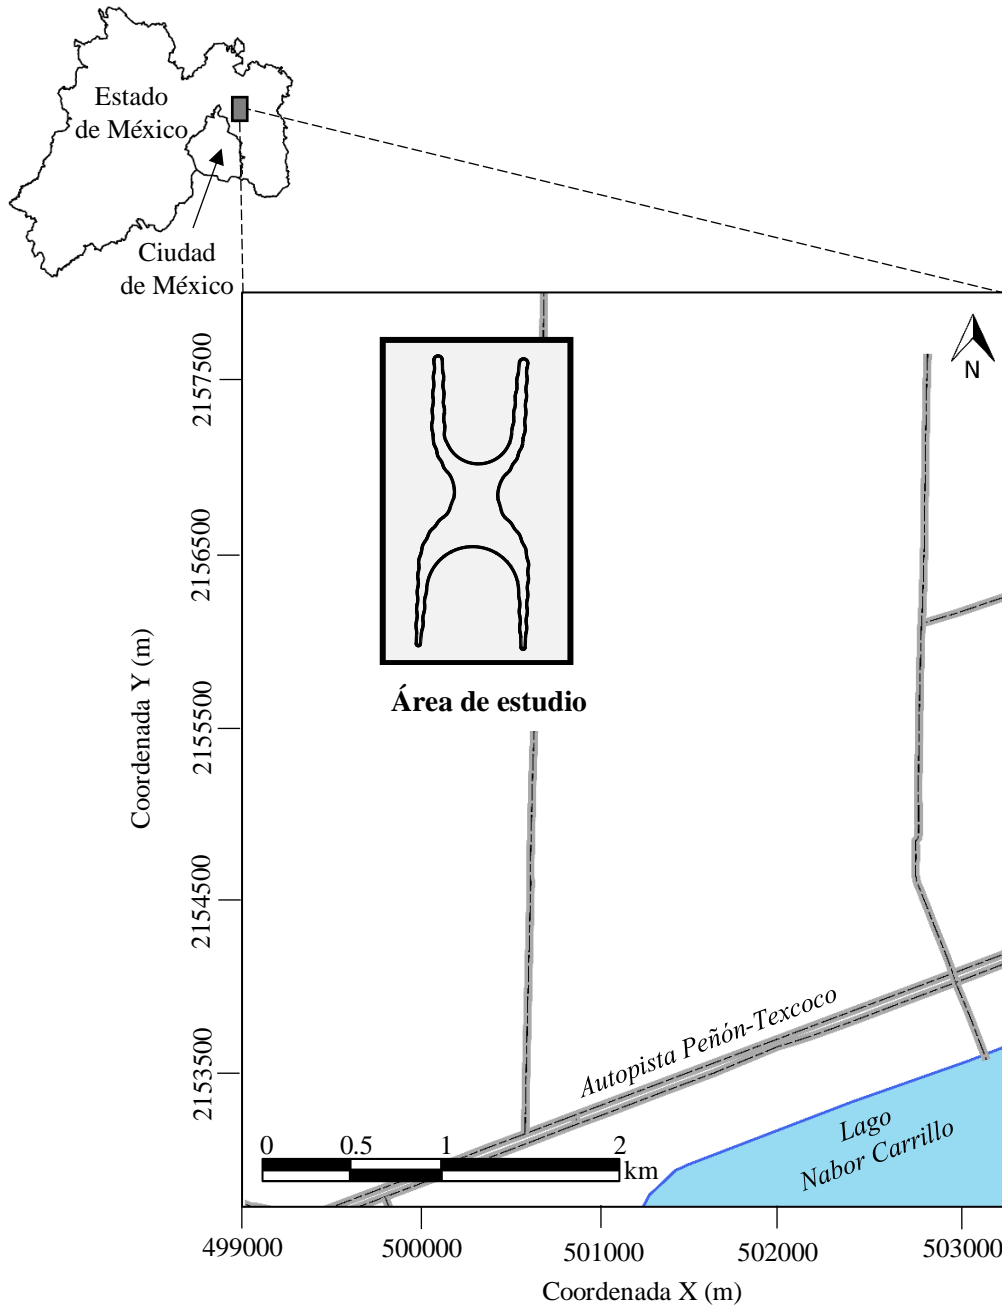 Estado
de México
Ciudad
de México
N
2157500
2156500
2155500
2154500
2153500
Coordenada Y (m)
Área de estudio
Autopista Peñón-Texcoco
Lago
Nabor Carrillo
0 0.5 1 2
km
499000 500000 501000 502000 503000
Coordenada X (m)